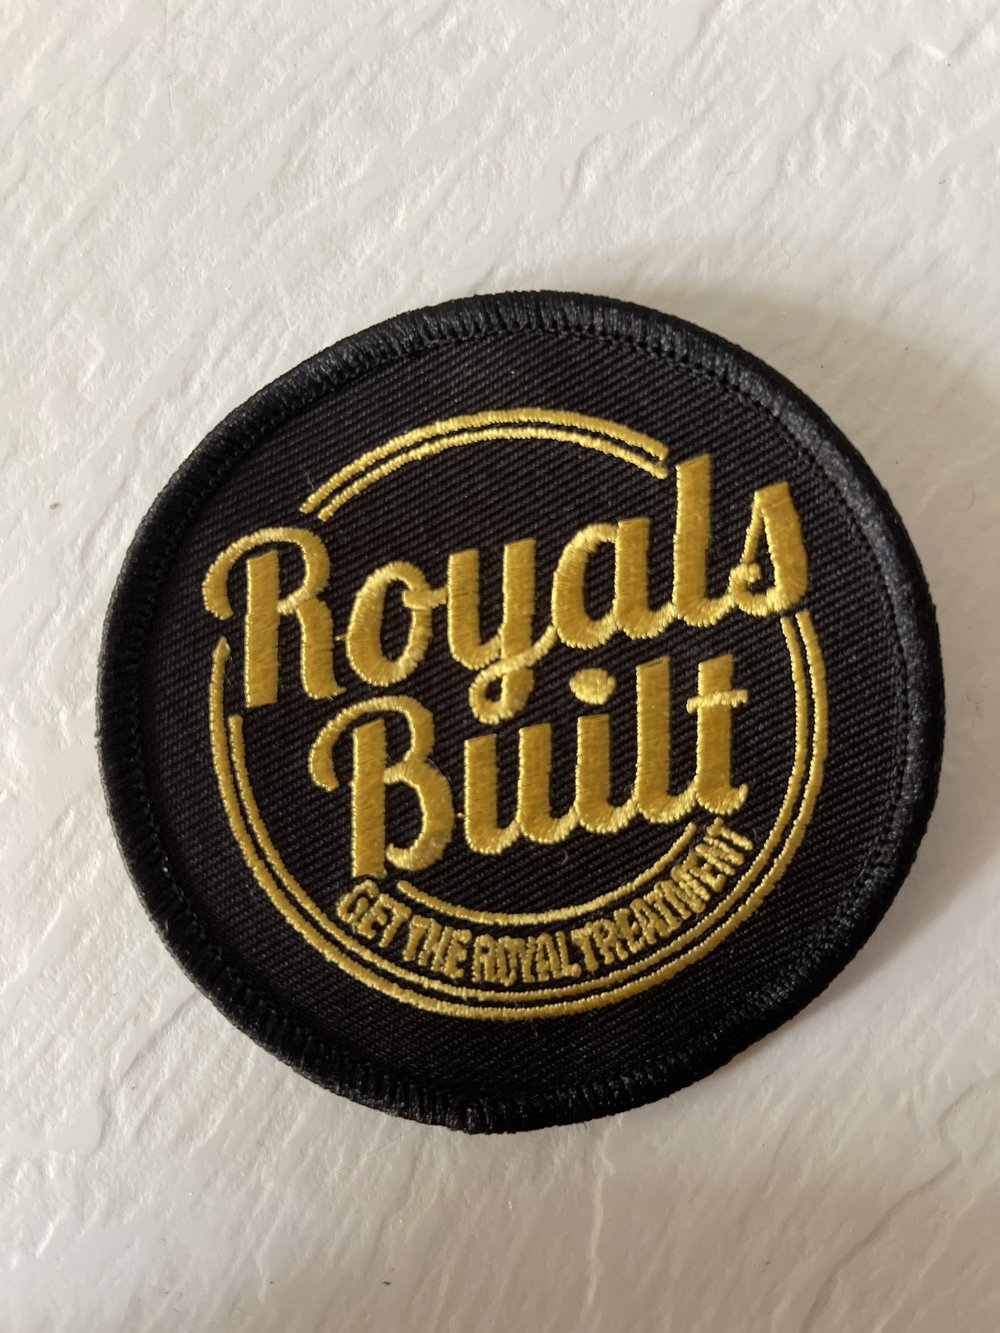 Royals
Built
GET THE ROYAL TREATMENT